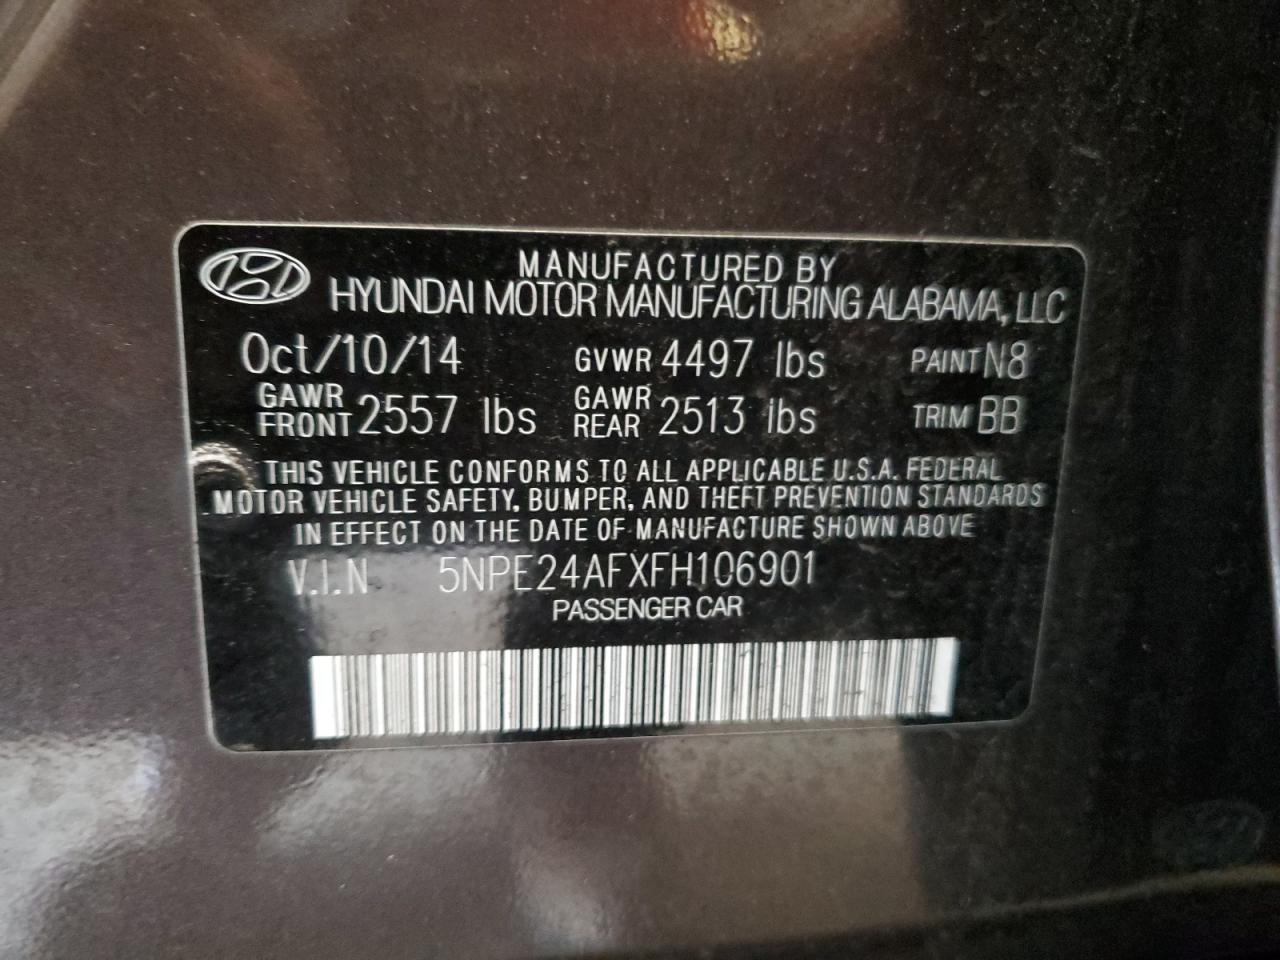 MANUFACTURED BY
HYUNDAI MOTOR MANUFACTURING ALABAMA, LLC
Oct/10/14 GVWR 4497 lbs PAINT N8
GAWR FRONT 2557 lbs GAWR REAR 2513 lbs TRIM BB
THIS VEHICLE CONFORMS TO ALL APPLICABLE U.S.A. FEDERAL
MOTOR VEHICLE SAFETY, BUMPER, AND THEFT PREVENTION STANDARDS
IN EFFECT ON THE DATE OF MANUFACTURE SHOWN ABOVE
V.I.N 5NPE24AFXFH106901
PASSENGER CAR